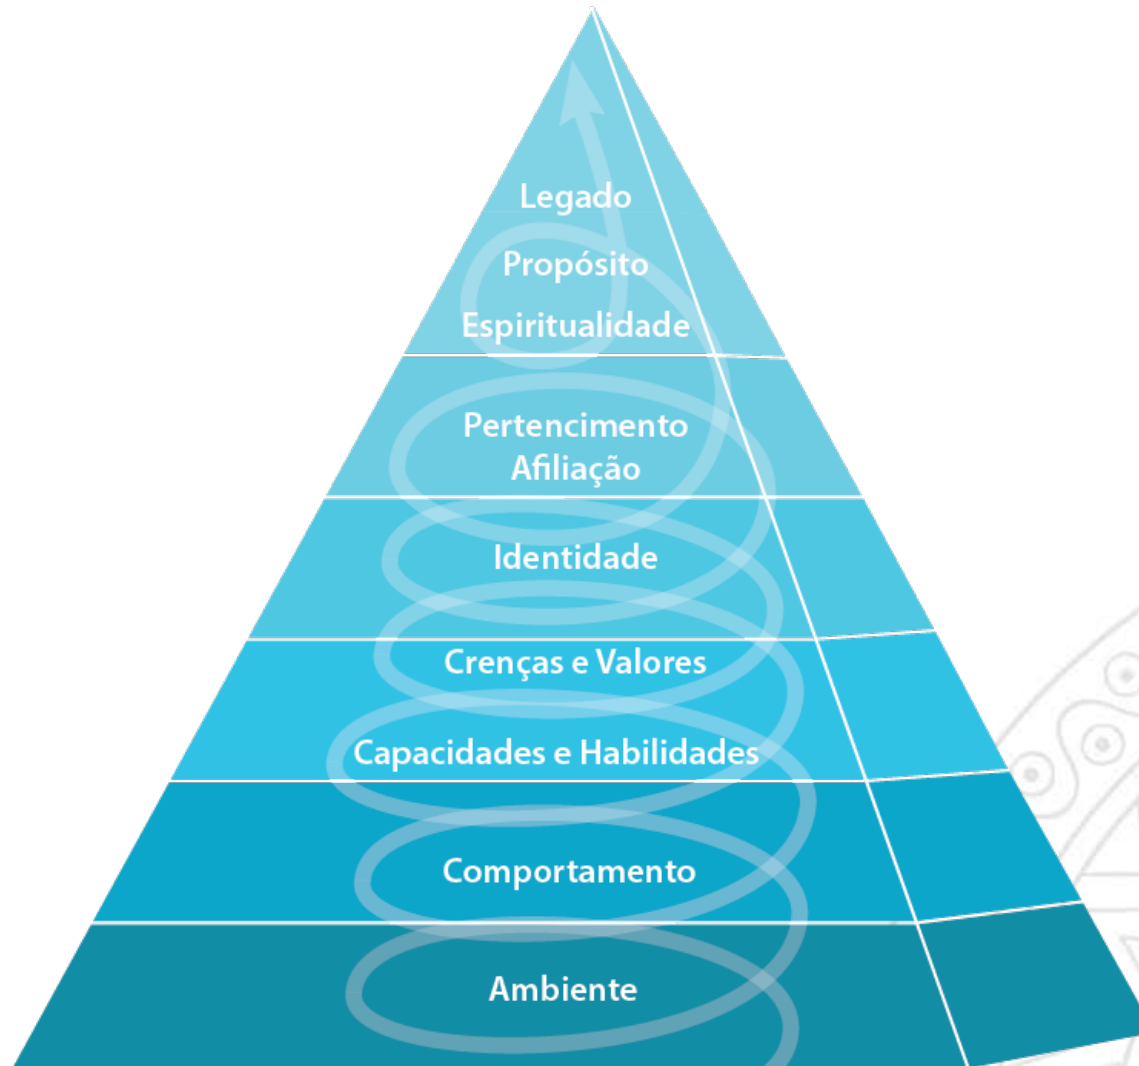 Legado
Propósito
Espiritualidade
Pertencimento
Afiliação
Identidade
Crenças e Valores
Capacidades e Habilidades
Comportamento
Ambiente